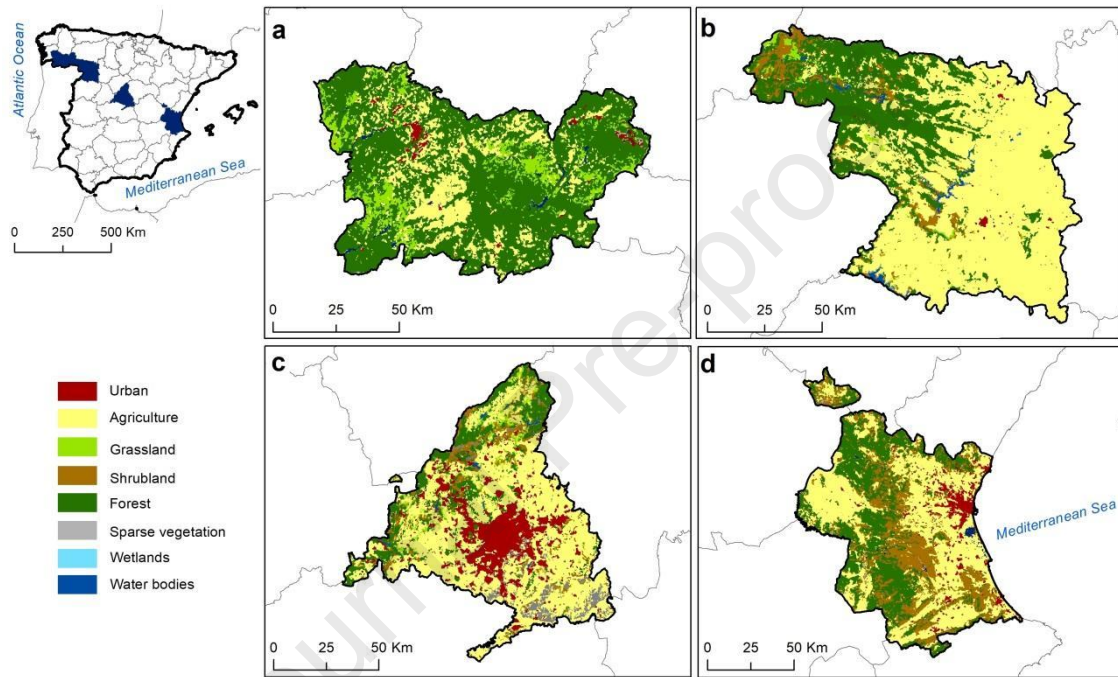 Atlantic Ocean
Mediterranean Sea
0 250 500 Km
a
0 25 50 Km
b
0 25 50 Km
Urban
Agriculture
Grassland
Shrubland
Forest
Sparse vegetation
Wetlands
Water bodies
c
0 25 50 Km
d
Mediterranean Sea
0 25 50 Km